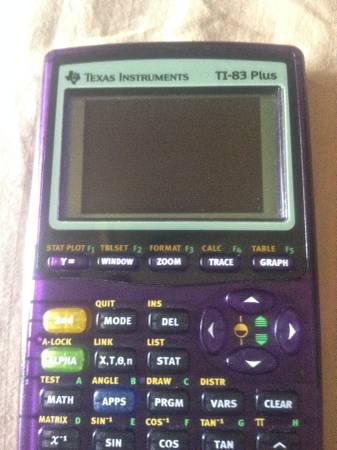 TEXAS INSTRUMENTS TI-83 Plus
STAT PLOT F1 TBLSET F2 FORMAT F3 CALC F4 TABLE F5
Y= WINDOW ZOOM TRACE GRAPH
QUIT INS
2nd MODE DEL
A-LOCK LINK LIST
ALPHA X,T,θ,n STAT
TEST A ANGLE B DRAW C DISTR
MATH APPS PRGM VARS CLEAR
MATRIX D SIN⁻¹ E COS⁻¹ F TAN⁻¹ G π H
x⁻¹ SIN COS TAN ^